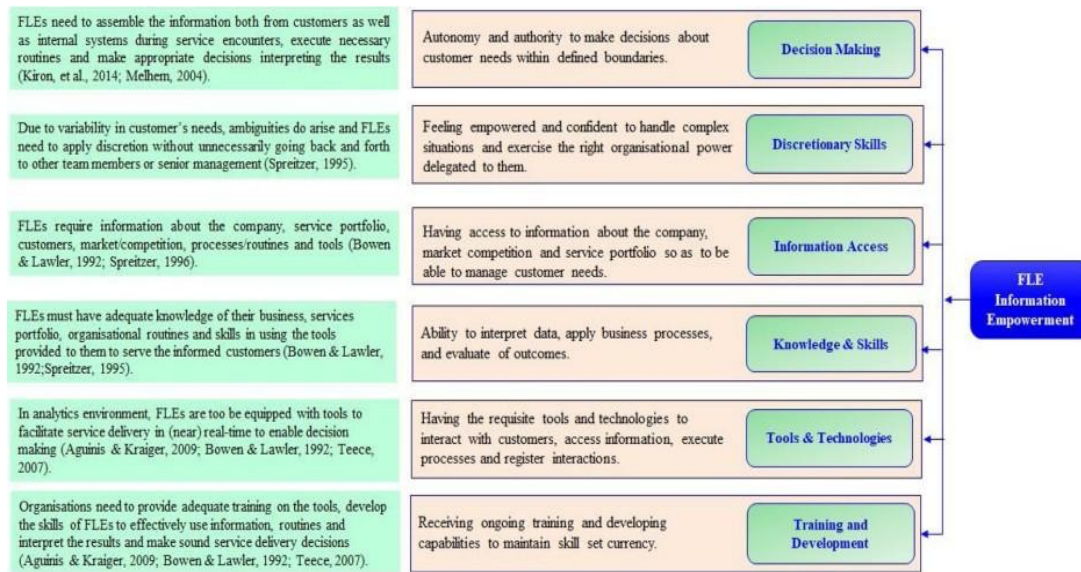 FLEs need to assemble the information both from customers as well
as internal systems during service encounters, execute necessary
routines and make appropriate decisions interpreting the results
(Kiron, et al., 2014; Melhem, 2004).
Autonomy and authority to make decisions about
customer needs within defined boundaries.
Decision Making
Due to variability in customer's needs, ambiguities do arise and FLEs
need to apply discretion without unnecessarily going back and forth
to other team members or senior management (Spreitzer, 1995).
Feeling empowered and confident to handle complex
situations and exercise the right organisational power
delegated to them.
Discretionary Skills
FLEs require information about the company, service portfolio,
customers, market/competition, processes/routines and tools (Bowen
& Lawler, 1992; Spreitzer, 1996).
Having access to information about the company,
market competition and service portfolio so as to be
able to manage customer needs.
Information Access
FLE
Information
Empowerment
FLEs must have adequate knowledge of their business, services
portfolio, organisational routines and skills in using the tools
provided to them to serve the informed customers (Bowen & Lawler,
1992;Spreitzer, 1995).
Ability to interpret data, apply business processes,
and evaluate of outcomes.
Knowledge & Skills
In analytics environment, FLEs are too be equipped with tools to
facilitate service delivery in (near) real-time to enable decision
making (Aguinis & Kraiger, 2009; Bowen & Lawler, 1992; Teece,
2007).
Having the requisite tools and technologies to
interact with customers, access information, execute
processes and register interactions.
Tools & Technologies
Organisations need to provide adequate training on the tools, develop
the skills of FLEs to effectively use information, routines and
interpret the results and make sound service delivery decisions
(Aguinis & Kraiger, 2009; Bowen & Lawler, 1992; Teece, 2007).
Receiving ongoing training and developing
capabilities to maintain skill set currency.
Training and
Development